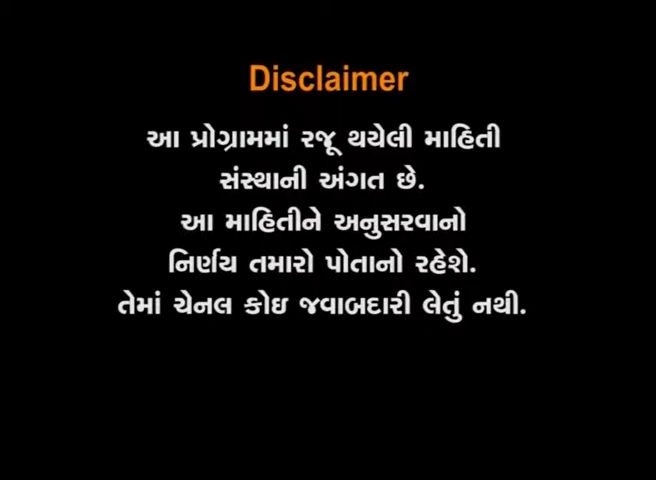 Disclaimer
આ પ્રોગ્રામમાં રજૂ થયેલી માહિતી
સંસ્થાની અંગત છે.
આ માહિતીને અનુસરવાનો
નિર્ણય તમારો પોતાનો રહેશે.
તેમાં ચેનલ કોઇ જવાબદારી લેતું નથી.